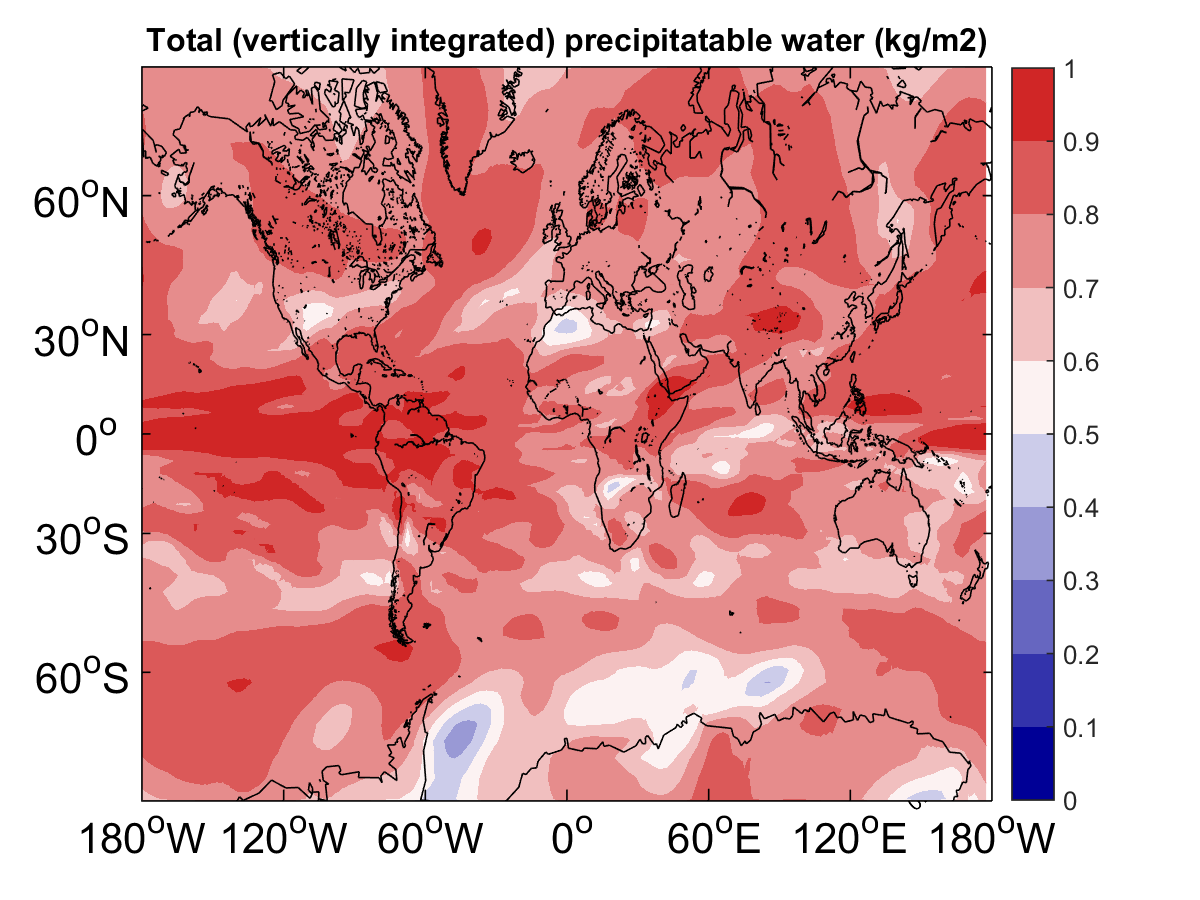 Total (vertically integrated) precipitatable water (kg/m2)
1
0.9
0.8
0.7
0.6
0.5
0.4
0.3
0.2
0.1
0
60°N
30°N
0°
30°S
60°S
180°W 120°W 60°W 0° 60°E 120°E 180°W